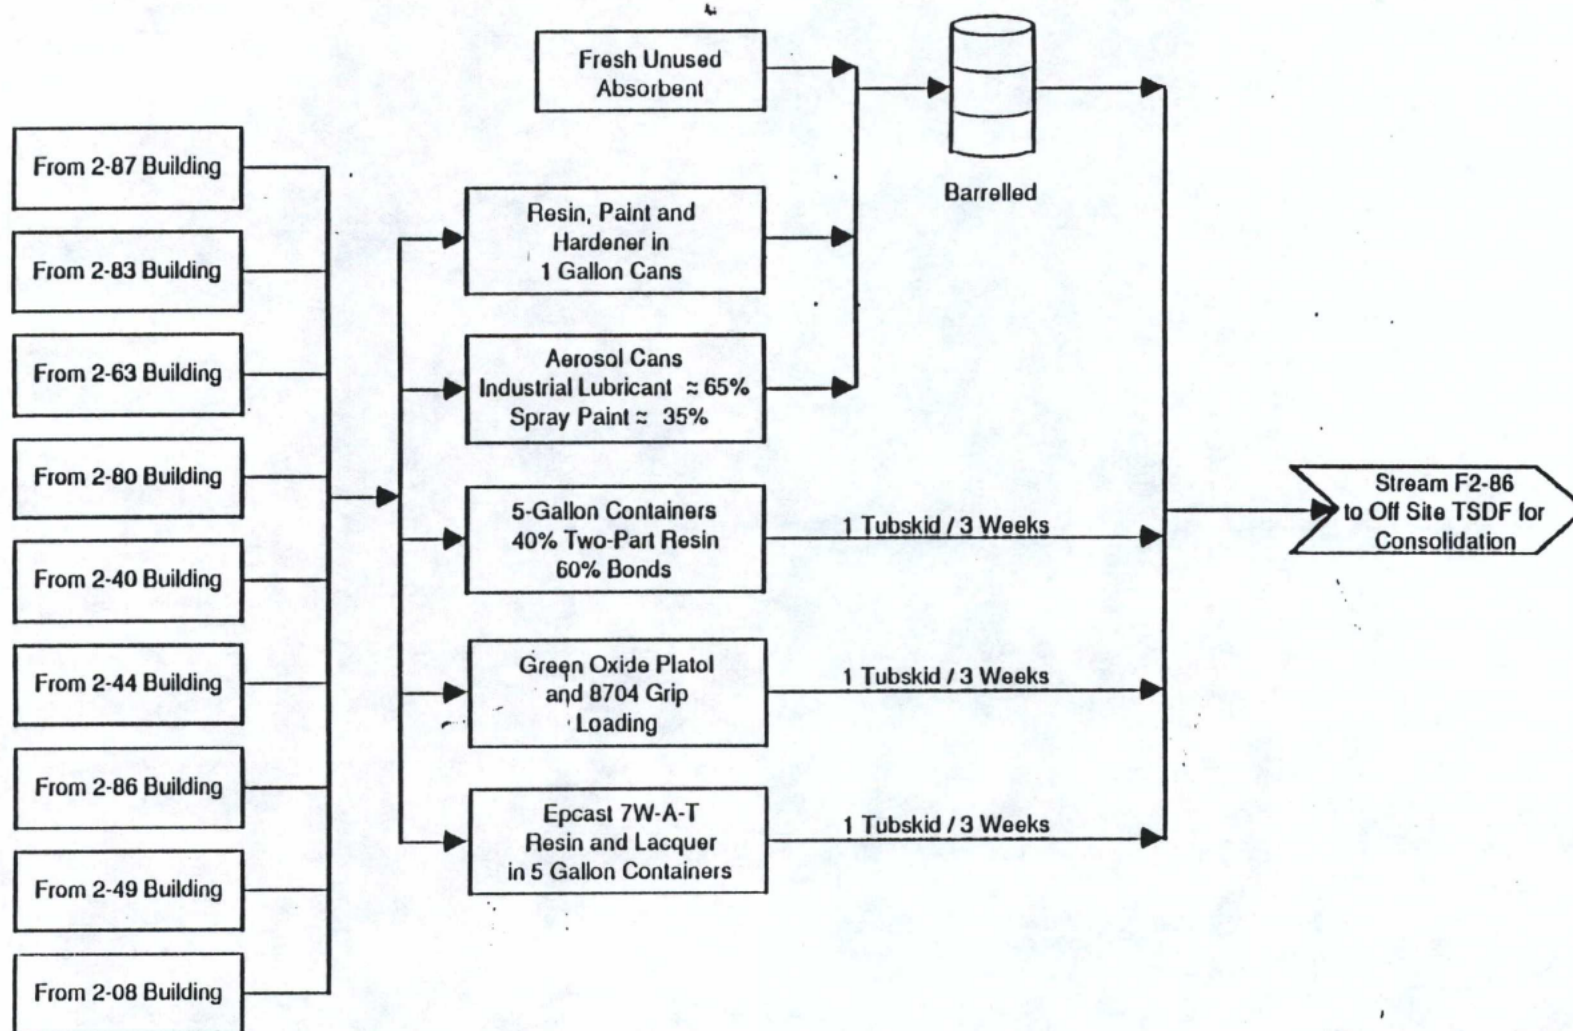 Fresh Unused
Absorbent
Barrelled
From 2-87 Building
From 2-83 Building
From 2-63 Building
From 2-80 Building
From 2-40 Building
From 2-44 Building
From 2-86 Building
From 2-49 Building
From 2-08 Building
Resin, Paint and
Hardener in
1 Gallon Cans
Aerosol Cans
Industrial Lubricant ≈ 65%
Spray Paint ≈ 35%
5-Gallon Containers
40% Two-Part Resin
60% Bonds
1 Tubskid / 3 Weeks
Green Oxide Platol
and 8704 Grip
Loading
1 Tubskid / 3 Weeks
Epcast 7W-A-T
Resin and Lacquer
in 5 Gallon Containers
1 Tubskid / 3 Weeks
Stream F2-86
to Off Site TSDF for
Consolidation